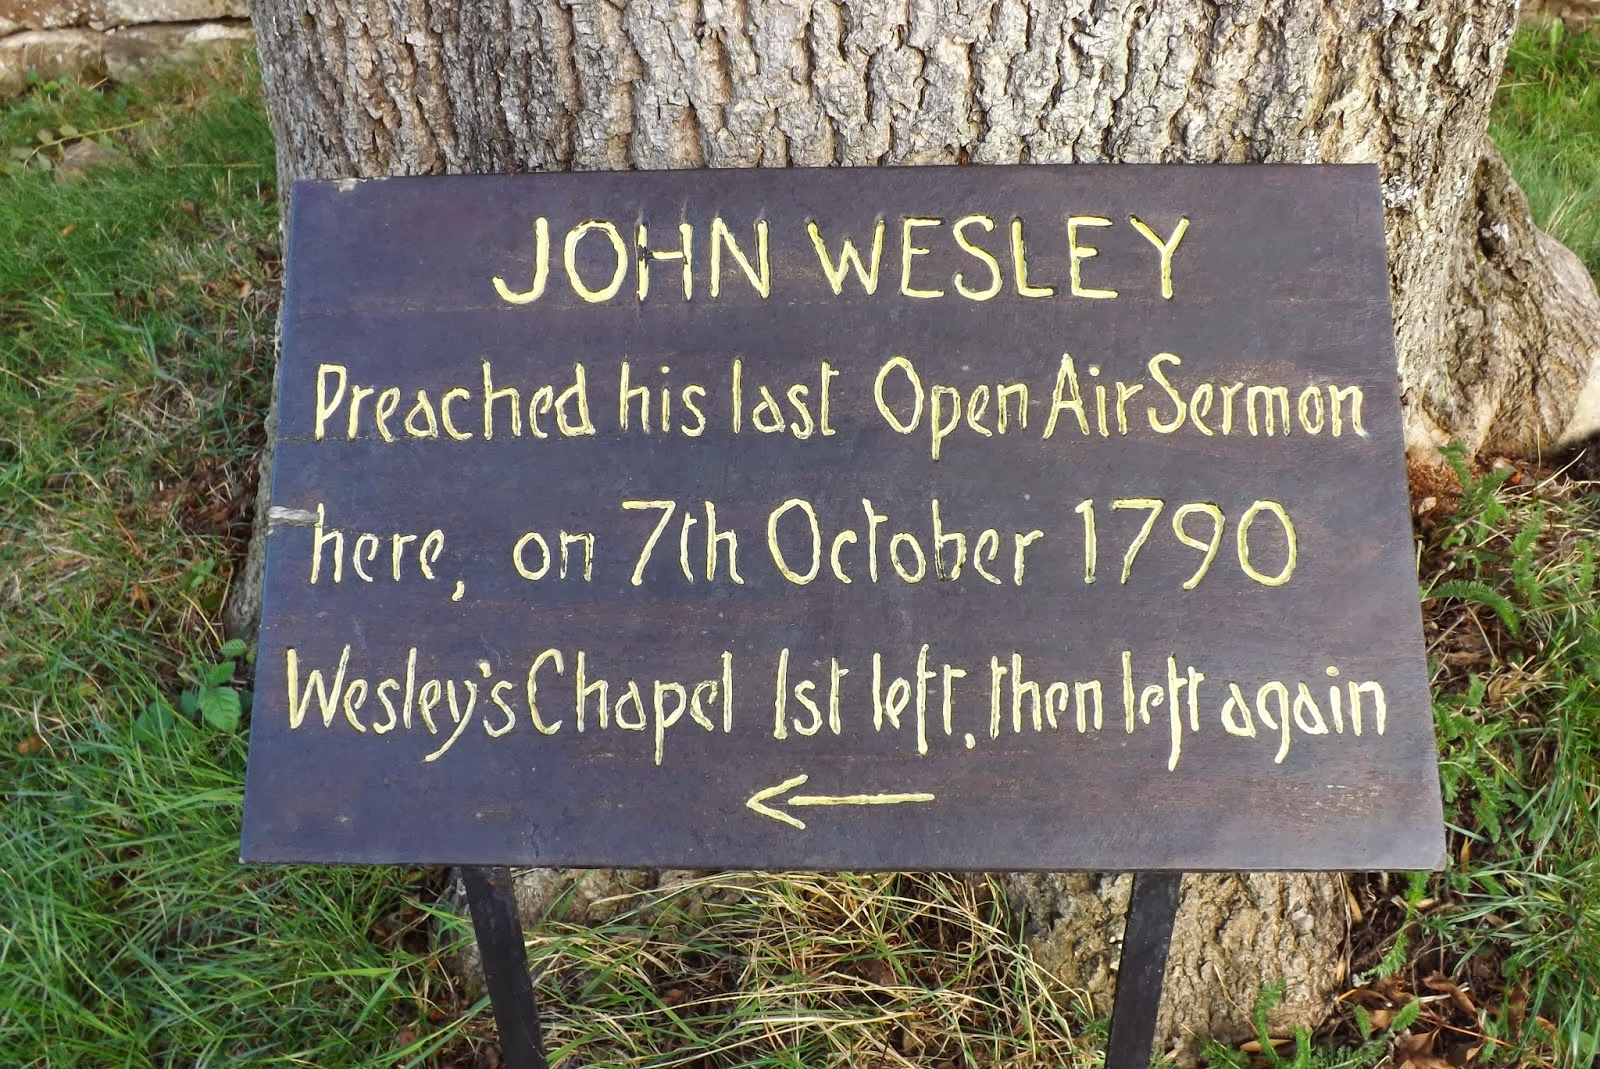 JOHN WESLEY
Preached his last Open Air Sermon
here, on 7th October 1790
Wesley's Chapel 1st left, then left again